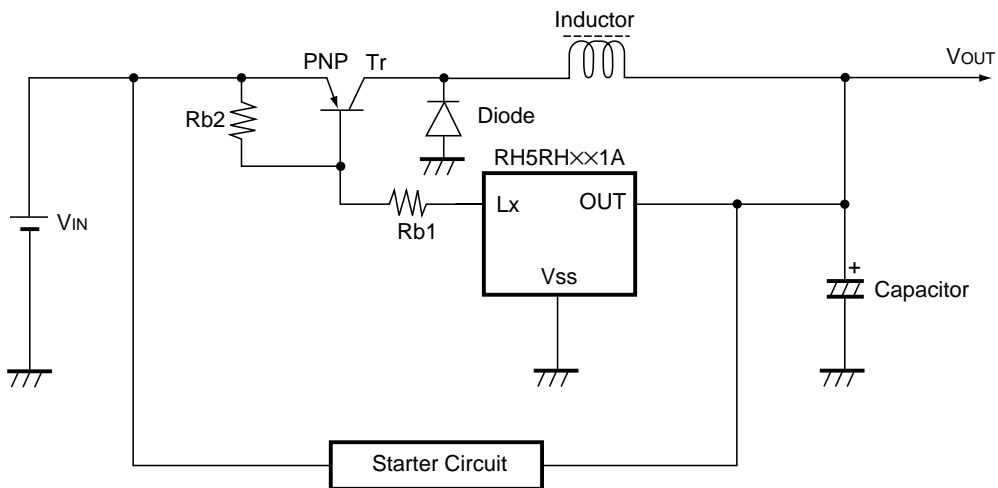 Inductor
PNP Tr
VOUT
Rb2
Diode
RH5RH××1A
Lx
OUT
Rb1
VIN
Vss
+
Capacitor
Starter Circuit